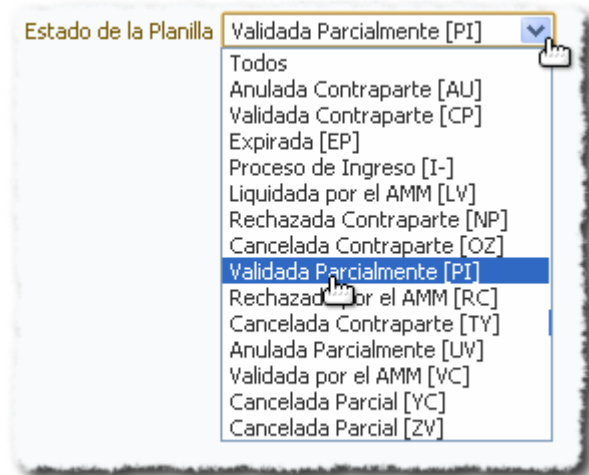 Estado de la Planilla Validada Parcialmente [PI]
Todos
Anulada Contraparte [AU]
Validada Contraparte [CP]
Expirada [EP]
Proceso de Ingreso [I-]
Liquidada por el AMM [LV]
Rechazada Contraparte [NP]
Cancelada Contraparte [OZ]
Validada Parcialmente [PI]
Rechazada por el AMM [RC]
Cancelada Contraparte [TY]
Anulada Parcialmente [UV]
Validada por el AMM [VC]
Cancelada Parcial [YC]
Cancelada Parcial [ZV]